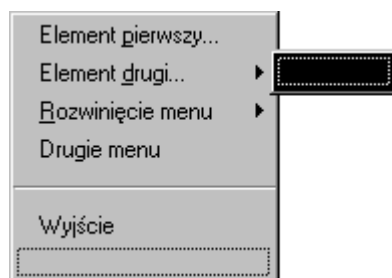 Element pierwszy...
Element drugi...
Rozwinięcie menu
Drugie menu
Wyjście